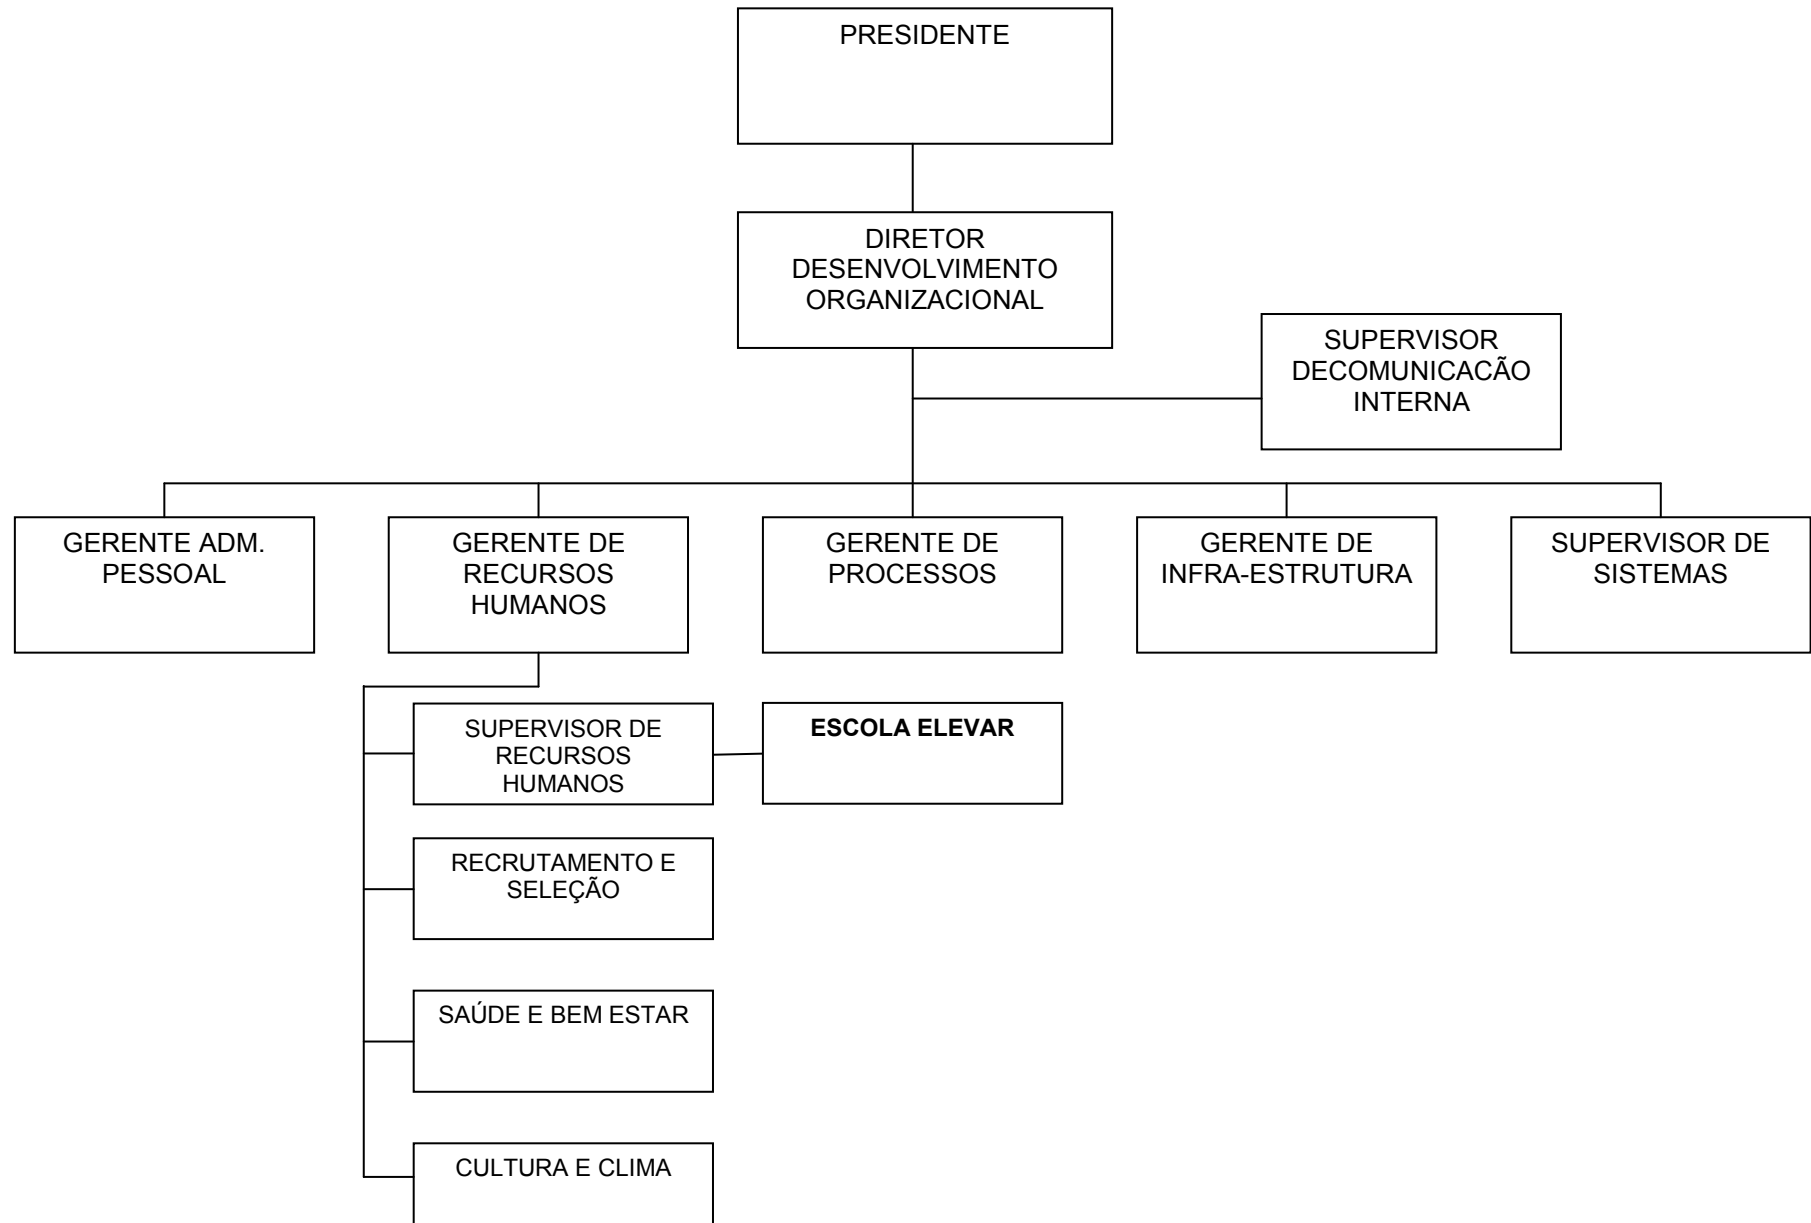 PRESIDENTE
DIRETOR
DESENVOLVIMENTO
ORGANIZACIONAL
SUPERVISOR
DECOMUNICACÃO
INTERNA
GERENTE ADM.
PESSOAL
GERENTE DE
RECURSOS
HUMANOS
GERENTE DE
PROCESSOS
GERENTE DE
INFRA-ESTRUTURA
SUPERVISOR DE
SISTEMAS
SUPERVISOR DE
RECURSOS
HUMANOS
ESCOLA ELEVAR
RECRUTAMENTO E
SELEÇÃO
SAÚDE E BEM ESTAR
CULTURA E CLIMA